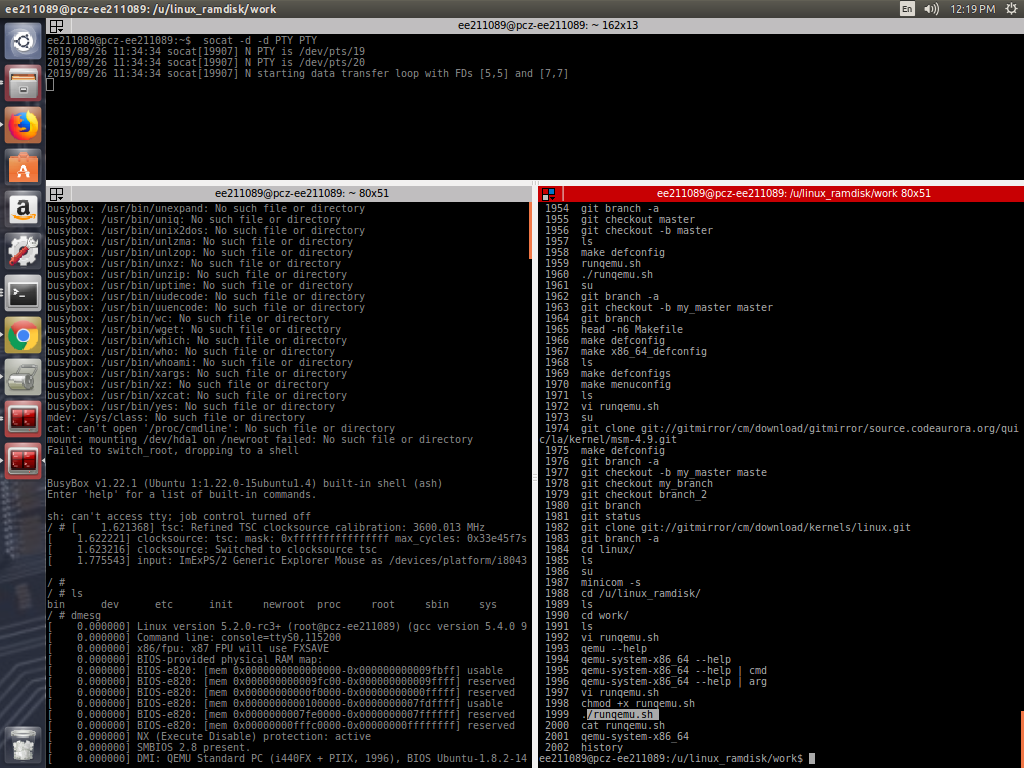 ee211089@pcz-ee211089: /u/linux_ramdisk/work
En
12:19 PM
ee211089@pcz-ee211089: ~ 162x13
ee211089@pcz-ee211089:~$  socat -d -d PTY PTY
2019/09/26 11:34:34 socat[19907] N PTY is /dev/pts/19
2019/09/26 11:34:34 socat[19907] N PTY is /dev/pts/20
2019/09/26 11:34:34 socat[19907] N starting data transfer loop with FDs [5,5] and [7,7]
ee211089@pcz-ee211089: ~ 80x51
busybox: /usr/bin/unexpand: No such file or directory
busybox: /usr/bin/uniq: No such file or directory
busybox: /usr/bin/unix2dos: No such file or directory
busybox: /usr/bin/unlzma: No such file or directory
busybox: /usr/bin/unlzop: No such file or directory
busybox: /usr/bin/unxz: No such file or directory
busybox: /usr/bin/unzip: No such file or directory
busybox: /usr/bin/uptime: No such file or directory
busybox: /usr/bin/uudecode: No such file or directory
busybox: /usr/bin/uuencode: No such file or directory
busybox: /usr/bin/wc: No such file or directory
busybox: /usr/bin/wget: No such file or directory
busybox: /usr/bin/which: No such file or directory
busybox: /usr/bin/who: No such file or directory
busybox: /usr/bin/whoami: No such file or directory
busybox: /usr/bin/xargs: No such file or directory
busybox: /usr/bin/xz: No such file or directory
busybox: /usr/bin/xzcat: No such file or directory
busybox: /usr/bin/yes: No such file or directory
mdev: /sys/class: No such file or directory
cat: can't open '/proc/cmdline': No such file or directory
mount: mounting /dev/hda1 on /newroot failed: No such file or directory
Failed to switch_root, dropping to a shell
BusyBox v1.22.1 (Ubuntu 1:1.22.0-15ubuntu1.4) built-in shell (ash)
Enter 'help' for a list of built-in commands.
sh: can't access tty; job control turned off
/ # [    1.621368] tsc: Refined TSC clocksource calibration: 3600.013 MHz
[    1.622221] clocksource: tsc: mask: 0xffffffffffffffff max_cycles: 0x33e45f7s
[    1.623216] clocksource: Switched to clocksource tsc
[    1.775543] input: ImExPS/2 Generic Explorer Mouse as /devices/platform/i8043
/ #
/ # ls
bin      dev      etc      init     newroot  proc     root     sbin     sys
/ # dmesg
[    0.000000] Linux version 5.2.0-rc3+ (root@pcz-ee211089) (gcc version 5.4.0 9
[    0.000000] Command line: console=ttyS0,115200
[    0.000000] x86/fpu: x87 FPU will use FXSAVE
[    0.000000] BIOS-provided physical RAM map:
[    0.000000] BIOS-e820: [mem 0x0000000000000000-0x000000000009fbff] usable
[    0.000000] BIOS-e820: [mem 0x000000000009fc00-0x000000000009ffff] reserved
[    0.000000] BIOS-e820: [mem 0x00000000000f0000-0x00000000000fffff] reserved
[    0.000000] BIOS-e820: [mem 0x0000000000100000-0x0000000007fdffff] usable
[    0.000000] BIOS-e820: [mem 0x0000000007fe0000-0x0000000007ffffff] reserved
[    0.000000] BIOS-e820: [mem 0x00000000fffc0000-0x00000000ffffffff] reserved
[    0.000000] NX (Execute Disable) protection: active
[    0.000000] SMBIOS 2.8 present.
[    0.000000] DMI: QEMU Standard PC (i440FX + PIIX, 1996), BIOS Ubuntu-1.8.2-14
ee211089@pcz-ee211089: /u/linux_ramdisk/work 80x51
1954  git branch -a
1955  git checkout master
1956  git checkout -b master
1957  ls
1958  make defconfig
1959  runqemu.sh
1960  ./runqemu.sh
1961  su
1962  git branch -a
1963  git checkout -b my_master master
1964  git branch
1965  head -n6 Makefile
1966  make defconfig
1967  make x86_64_defconfig
1968  ls
1969  make defconfigs
1970  make menuconfig
1971  ls
1972  vi runqemu.sh
1973  su
1974  git clone git://gitmirror/cm/download/gitmirror/source.codeaurora.org/qui
c/la/kernel/msm-4.9.git
1975  make defconfig
1976  git branch -a
1977  git checkout -b my_master maste
1978  git checkout my_branch
1979  git checkout branch_2
1980  git branch
1981  git status
1982  git clone git://gitmirror/cm/download/kernels/linux.git
1983  git branch -a
1984  cd linux/
1985  ls
1986  su
1987  minicom -s
1988  cd /u/linux_ramdisk/
1989  ls
1990  cd work/
1991  ls
1992  vi runqemu.sh
1993  qemu --help
1994  qemu-system-x86_64 --help
1995  qemu-system-x86_64 --help | cmd
1996  qemu-system-x86_64 --help | arg
1997  vi runqemu.sh
1998  chmod +x runqemu.sh
1999  ./runqemu.sh
2000  cat runqemu.sh
2001  qemu-system-x86_64
2002  history
ee211089@pcz-ee211089:/u/linux_ramdisk/work$